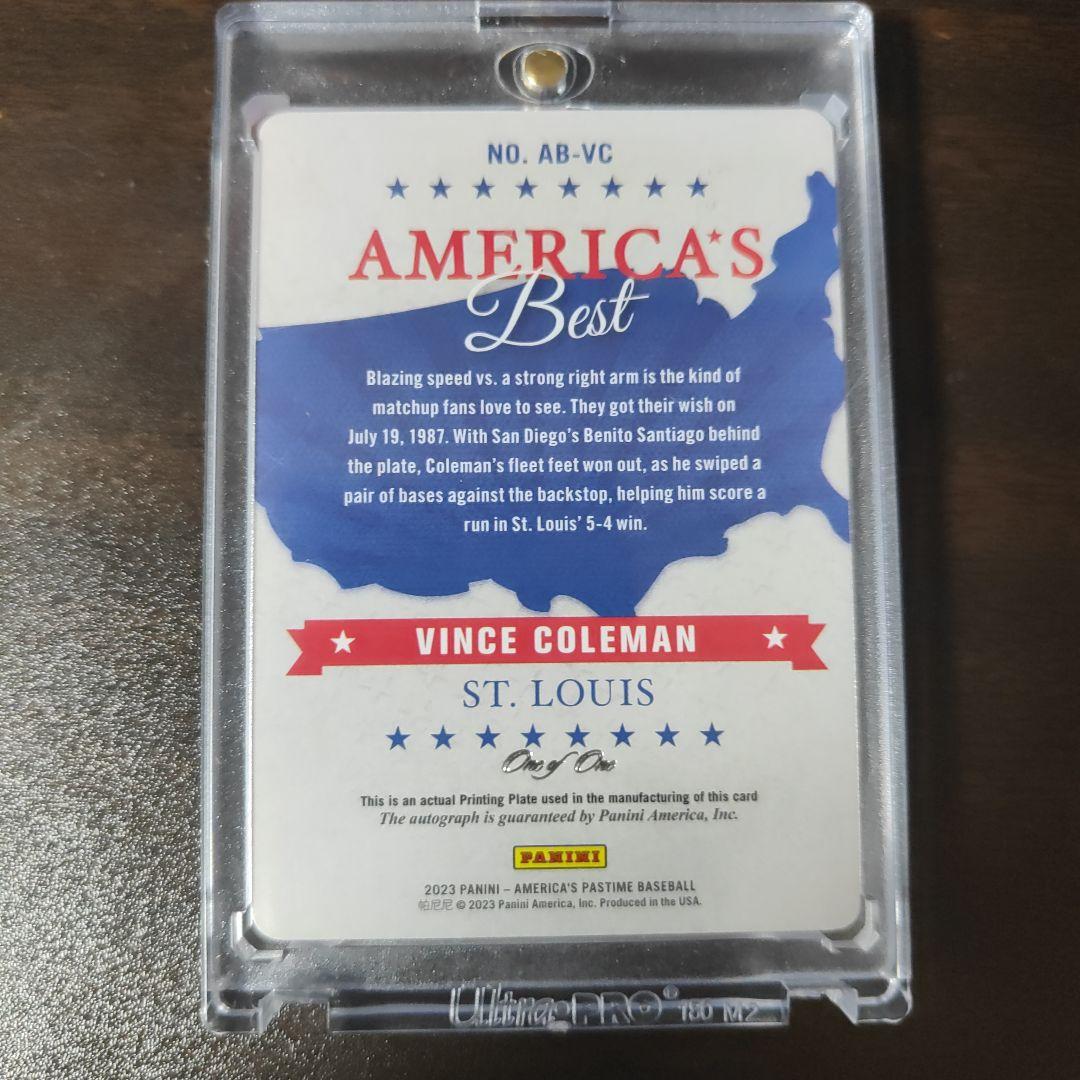 NO. AB-VC
AMERICA'S
Best
Blazing speed vs. a strong right arm is the kind of
matchup fans love to see. They got their wish on
July 19, 1987. With San Diego's Benito Santiago behind
the plate, Coleman's fleet feet won out, as he swiped a
pair of bases against the backstop, helping him score a
run in St. Louis' 5-4 win.
VINCE COLEMAN
ST. LOUIS
One of One
This is an actual Printing Plate used in the manufacturing of this card
The autograph is guaranteed by Panini America, Inc.
PANINI
2023 PANINI – AMERICA'S PASTIME BASEBALL
帕尼尼 © 2023 Panini America, Inc. Produced in the USA.
Ultra PRO® 180 M2